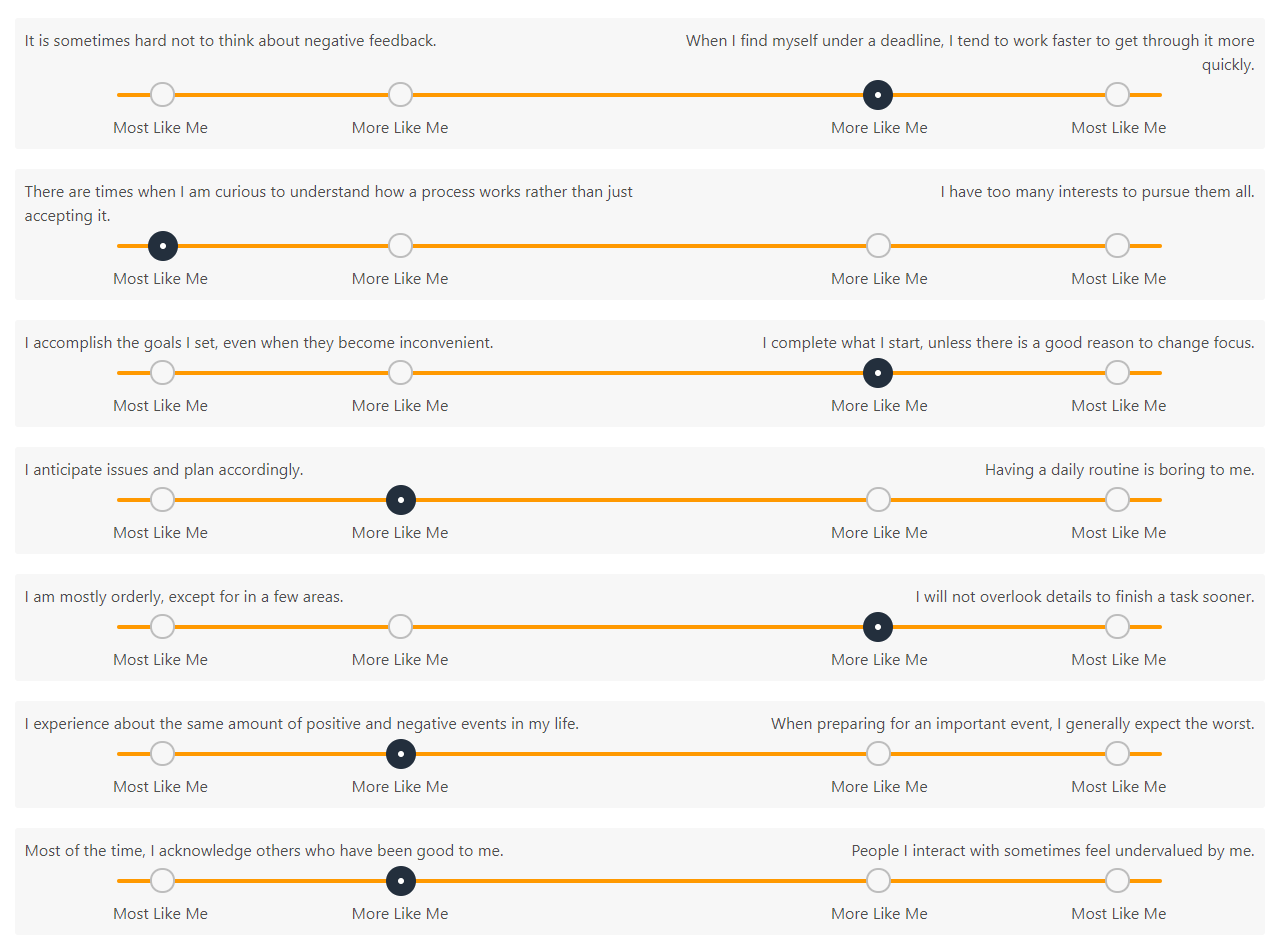 It is sometimes hard not to think about negative feedback.
When I find myself under a deadline, I tend to work faster to get through it more
quickly.
Most Like Me More Like Me More Like Me Most Like Me
There are times when I am curious to understand how a process works rather than just
accepting it.
I have too many interests to pursue them all.
Most Like Me More Like Me More Like Me Most Like Me
I accomplish the goals I set, even when they become inconvenient.
I complete what I start, unless there is a good reason to change focus.
Most Like Me More Like Me More Like Me Most Like Me
I anticipate issues and plan accordingly.
Having a daily routine is boring to me.
Most Like Me More Like Me More Like Me Most Like Me
I am mostly orderly, except for in a few areas.
I will not overlook details to finish a task sooner.
Most Like Me More Like Me More Like Me Most Like Me
I experience about the same amount of positive and negative events in my life.
When preparing for an important event, I generally expect the worst.
Most Like Me More Like Me More Like Me Most Like Me
Most of the time, I acknowledge others who have been good to me.
People I interact with sometimes feel undervalued by me.
Most Like Me More Like Me More Like Me Most Like Me